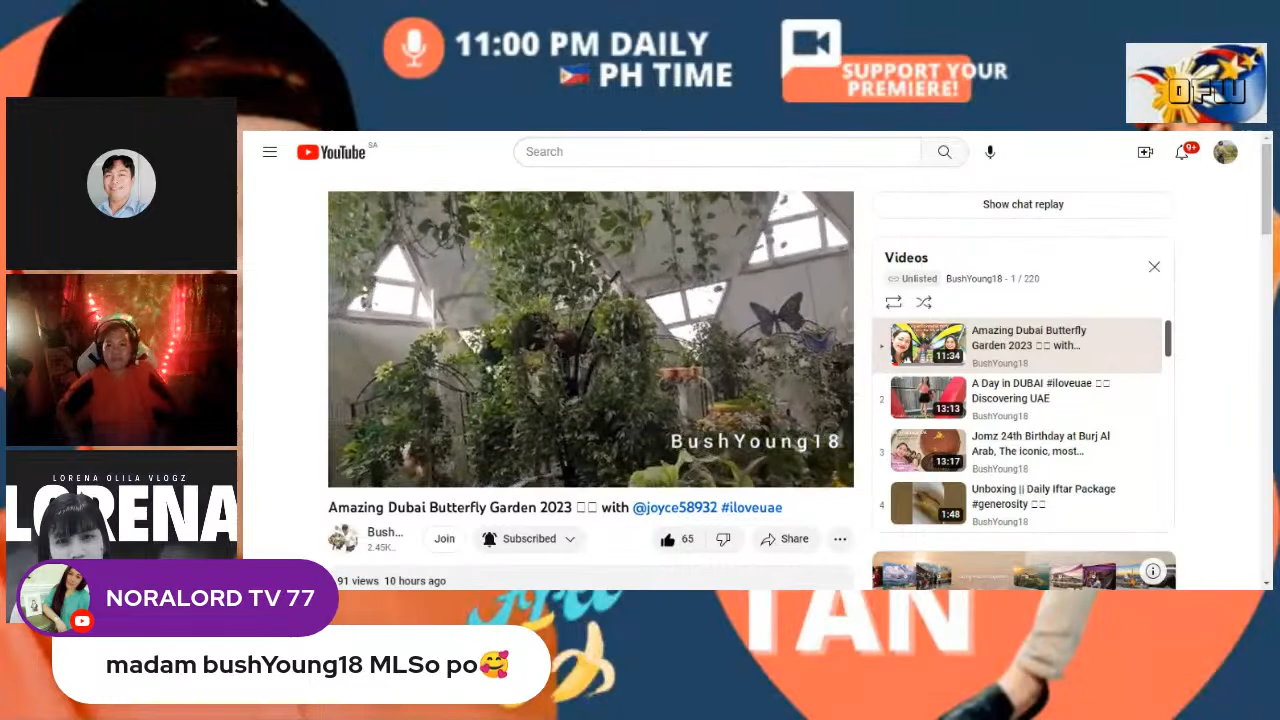 11:00 PM DAILY
PH TIME
SUPPORT YOUR
PREMIERE!
OFW
YouTube SA
Search
9+
BushYoung18
Amazing Dubai Butterfly Garden 2023 with @joyce58932 #iloveuae
Bush...
2.45K..
Join
Subscribed
65
Share
91 views 10 hours ago
Show chat replay
Videos
Unlisted BushYoung18 - 1 / 220
Amazing Dubai Butterfly
Garden 2023 with...
BushYoung18
11:34
2
A Day in DUBAI #iloveuae
Discovering UAE
BushYoung18
13:13
3
Jomz 24th Birthday at Burj Al
Arab, The iconic, most...
BushYoung18
13:17
4
Unboxing || Daily Iftar Package
#generosity
BushYoung18
1:48
LORENA OLILA VLOGZ
LORENA
NORALORD TV 77
madam bushYoung18 MLSo po🥰
TAN